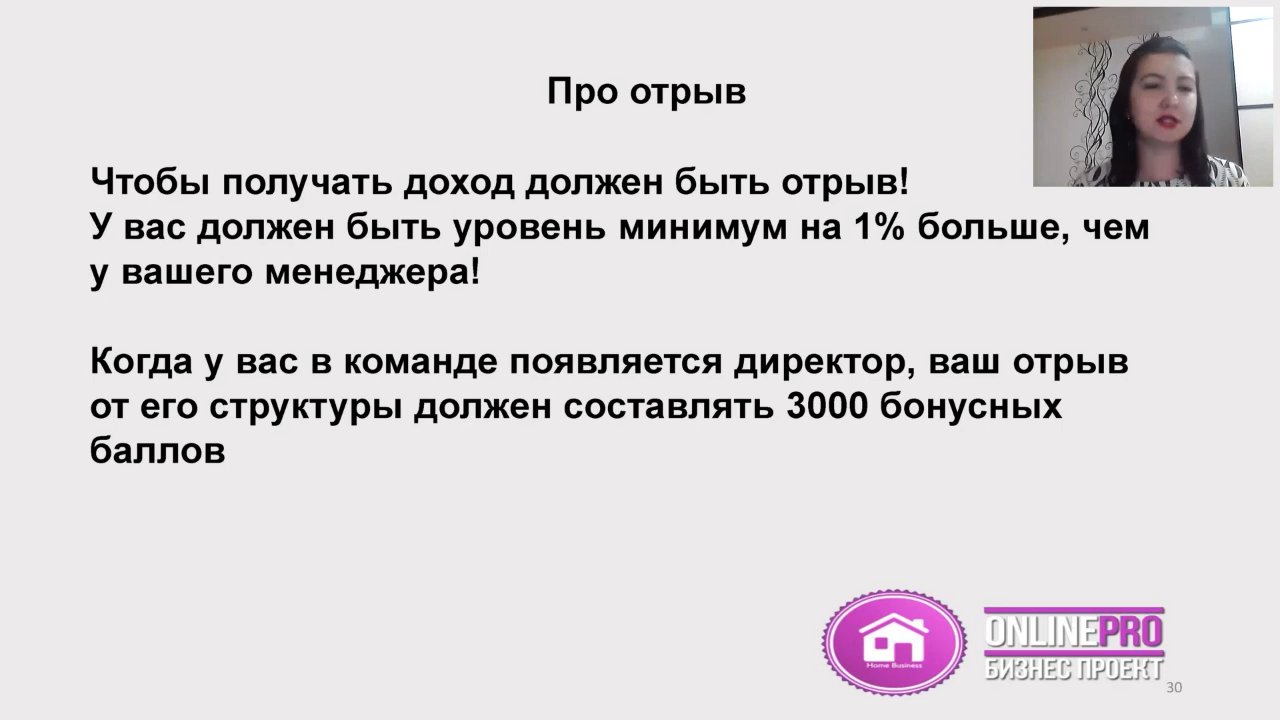 Про отрыв
Чтобы получать доход должен быть отрыв!
У вас должен быть уровень минимум на 1% больше, чем
у вашего менеджера!
Когда у вас в команде появляется директор, ваш отрыв
от его структуры должен составлять 3000 бонусных
баллов
Home Business
ONLINEPRO
БИЗНЕС ПРОЕКТ
30